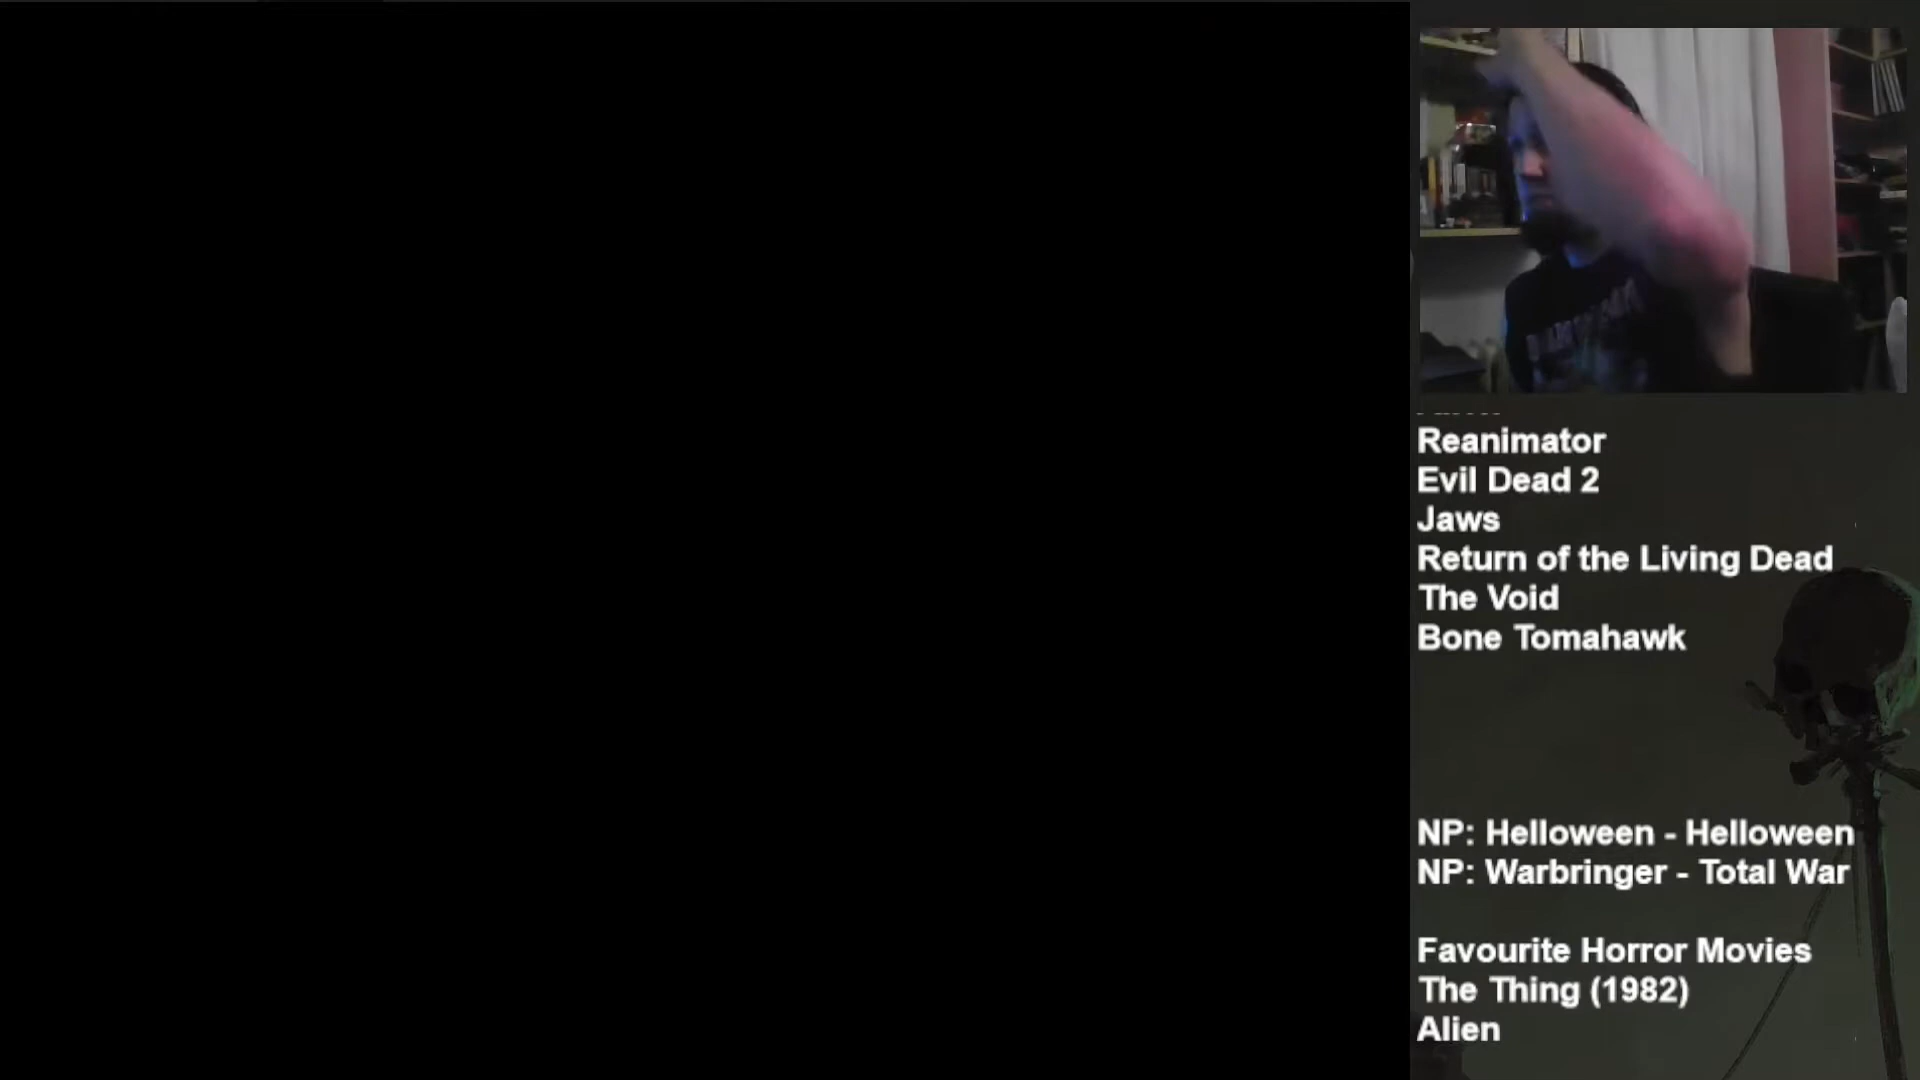 Reanimator
Evil Dead 2
Jaws
Return of the Living Dead
The Void
Bone Tomahawk
NP: Helloween - Helloween
NP: Warbringer - Total War
Favourite Horror Movies
The Thing (1982)
Alien